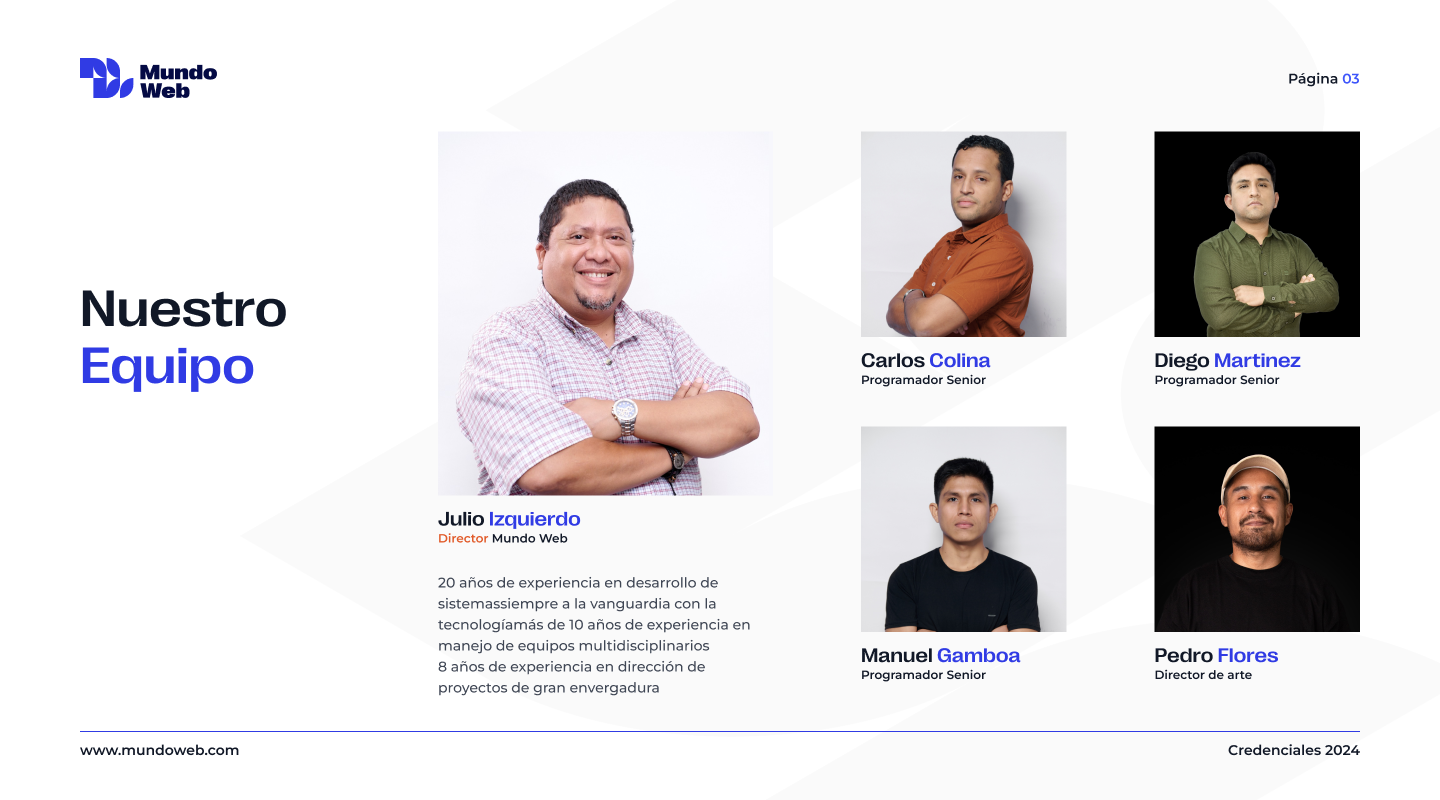 Mundo
Web
Página 03
Nuestro
Equipo
Julio Izquierdo
Director Mundo Web
20 años de experiencia en desarrollo de
sistemassiempre a la vanguardia con la
tecnologíamás de 10 años de experiencia en
manejo de equipos multidisciplinarios
8 años de experiencia en dirección de
proyectos de gran envergadura
Carlos Colina
Programador Senior
Diego Martinez
Programador Senior
Manuel Gamboa
Programador Senior
Pedro Flores
Director de arte
www.mundoweb.com
Credenciales 2024